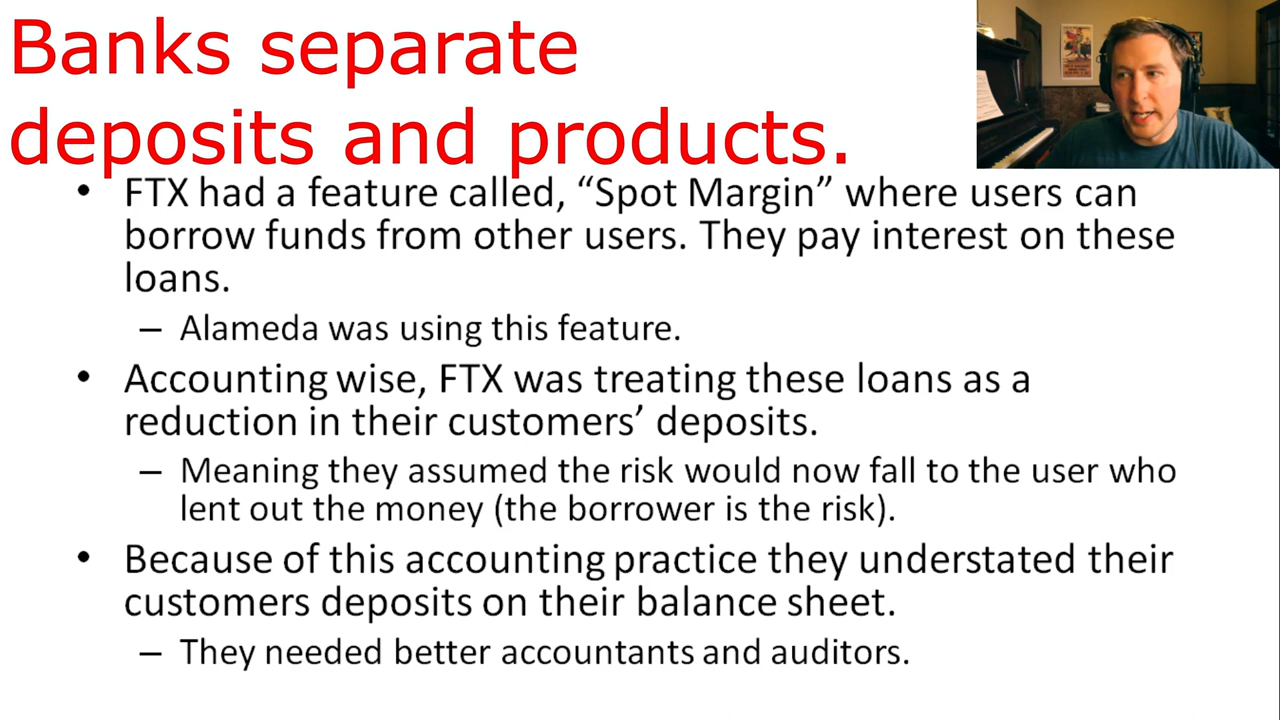 Banks separate
deposits and products.
• FTX had a feature called, “Spot Margin” where users can
borrow funds from other users. They pay interest on these
loans.
– Alameda was using this feature.
• Accounting wise, FTX was treating these loans as a
reduction in their customers’ deposits.
– Meaning they assumed the risk would now fall to the user who
lent out the money (the borrower is the risk).
• Because of this accounting practice they understated their
customers deposits on their balance sheet.
– They needed better accountants and auditors.